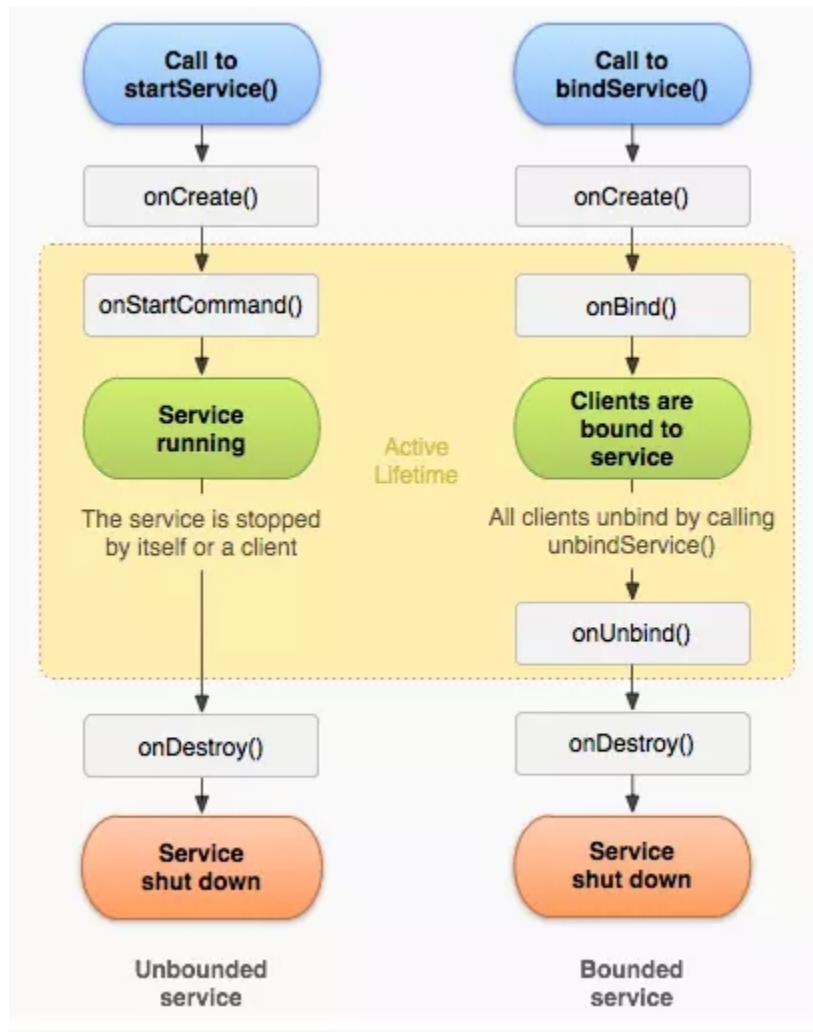 Call to
startService()
onCreate()
onStartCommand()
Service
running
The service is stopped
by itself or a client
onDestroy()
Service
shut down
Unbounded
service
Active
Lifetime
Call to
bindService()
onCreate()
onBind()
Clients are
bound to
service
All clients unbind by calling
unbindService()
onUnbind()
onDestroy()
Service
shut down
Bounded
service